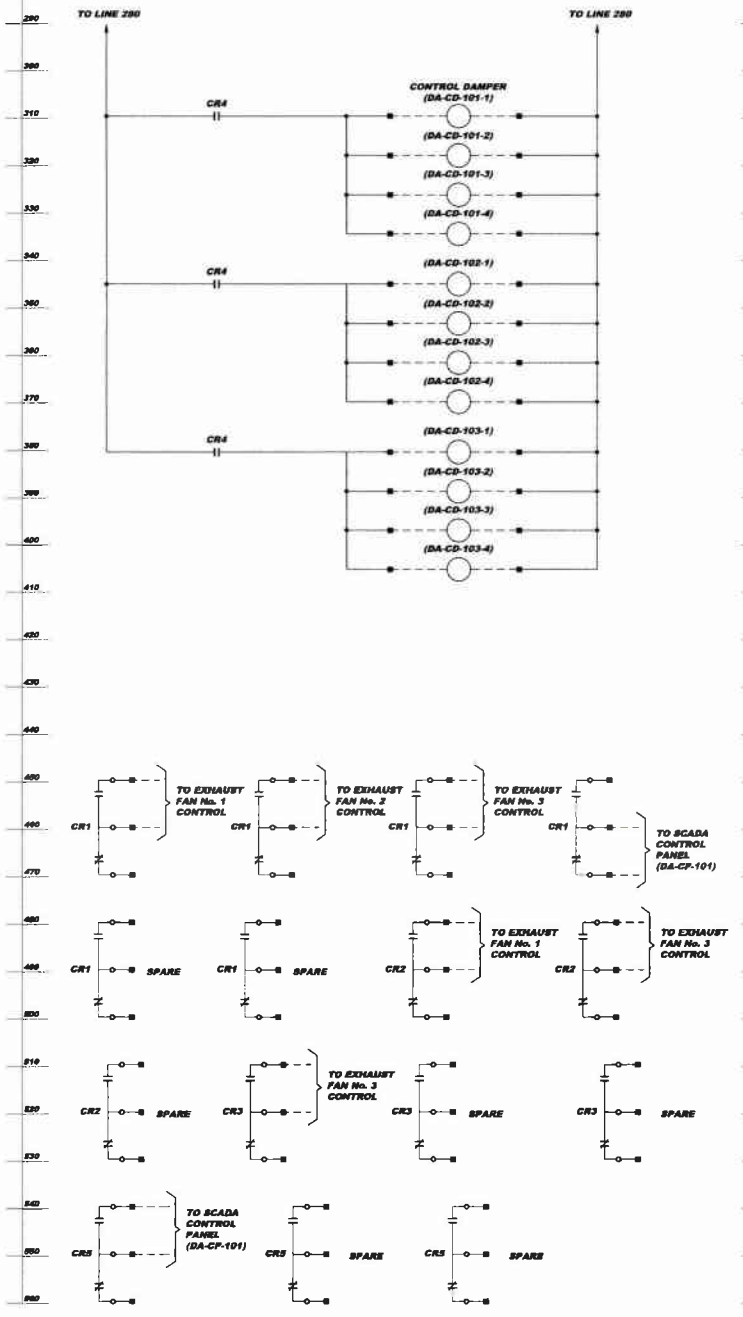 TO LINE 280 TO LINE 280
290
300
CONTROL DAMPER
(DA-CD-101-1)
CR4
310
(DA-CD-101-2)
320
(DA-CD-101-3)
330
(DA-CD-101-4)
340
(DA-CD-102-1)
CR4
350
(DA-CD-102-2)
360
(DA-CD-102-3)
(DA-CD-102-4)
370
(DA-CD-103-1)
CR4
380
(DA-CD-103-2)
390
(DA-CD-103-3)
400
(DA-CD-103-4)
410
420
430
440
450
TO EXHAUST
FAN No. 1
CONTROL
TO EXHAUST
FAN No. 2
CONTROL
TO EXHAUST
FAN No. 3
CONTROL
460
CR1 CR1 CR1 CR1
TO SCADA
CONTROL
PANEL
(DA-CP-101)
470
480
TO EXHAUST
FAN No. 1
CONTROL
TO EXHAUST
FAN No. 3
CONTROL
490
CR1 SPARE CR1 SPARE CR2 CR2
500
510
TO EXHAUST
FAN No. 3
CONTROL
520
CR2 SPARE CR3 CR3 SPARE CR3 SPARE
530
540
TO SCADA
CONTROL
PANEL
(DA-CP-101)
550
CR5 CR5 SPARE CR5 SPARE
560